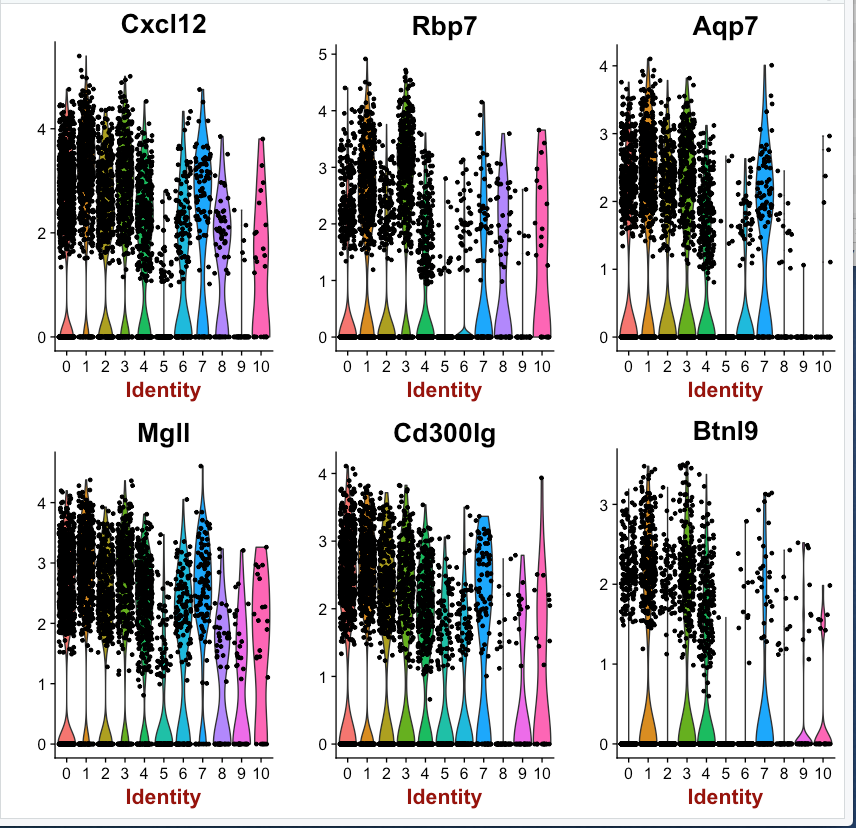 Cxcl12 Rbp7 Aqp7
4 2 0
5 4 3 2 1 0
4 3 2 1 0
0 1 2 3 4 5 6 7 8 9 10 0 1 2 3 4 5 6 7 8 9 10 0 1 2 3 4 5 6 7 8 9 10
Identity Identity Identity
Mgll Cd300lg Btnl9
4 3 2 1 0
4 3 2 1 0
3 2 1 0
0 1 2 3 4 5 6 7 8 9 10 0 1 2 3 4 5 6 7 8 9 10 0 1 2 3 4 5 6 7 8 9 10
Identity Identity Identity